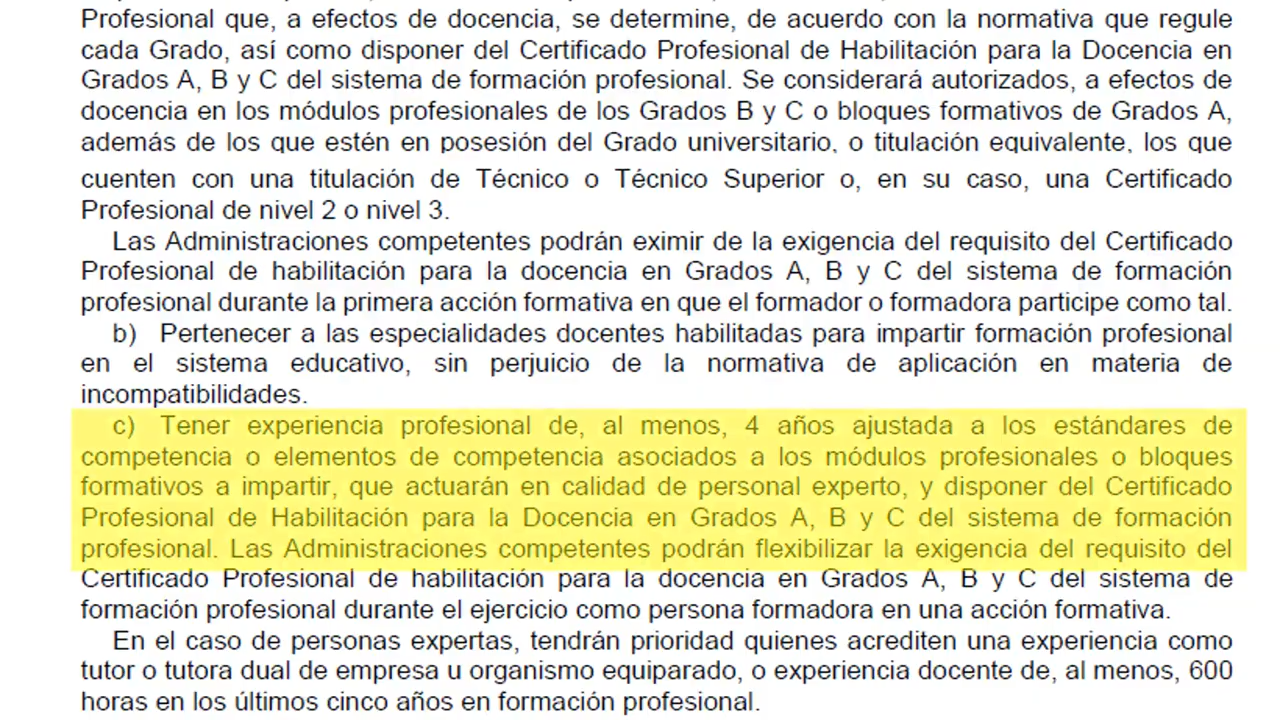 Profesional que, a efectos de docencia, se determine, de acuerdo con la normativa que regule
cada Grado, así como disponer del Certificado Profesional de Habilitación para la Docencia en
Grados A, B y C del sistema de formación profesional. Se considerará autorizados, a efectos de
docencia en los módulos profesionales de los Grados B y C o bloques formativos de Grados A,
además de los que estén en posesión del Grado universitario, o titulación equivalente, los que
cuenten con una titulación de Técnico o Técnico Superior o, en su caso, una Certificado
Profesional de nivel 2 o nivel 3.
Las Administraciones competentes podrán eximir de la exigencia del requisito del Certificado
Profesional de habilitación para la docencia en Grados A, B y C del sistema de formación
profesional durante la primera acción formativa en que el formador o formadora participe como tal.
b) Pertenecer a las especialidades docentes habilitadas para impartir formación profesional
en el sistema educativo, sin perjuicio de la normativa de aplicación en materia de
incompatibilidades.
c) Tener experiencia profesional de, al menos, 4 años ajustada a los estándares de
competencia o elementos de competencia asociados a los módulos profesionales o bloques
formativos a impartir, que actuarán en calidad de personal experto, y disponer del Certificado
Profesional de Habilitación para la Docencia en Grados A, B y C del sistema de formación
profesional. Las Administraciones competentes podrán flexibilizar la exigencia del requisito del
Certificado Profesional de habilitación para la docencia en Grados A, B y C del sistema de
formación profesional durante el ejercicio como persona formadora en una acción formativa.
En el caso de personas expertas, tendrán prioridad quienes acrediten una experiencia como
tutor o tutora dual de empresa u organismo equiparado, o experiencia docente de, al menos, 600
horas en los últimos cinco años en formación profesional.